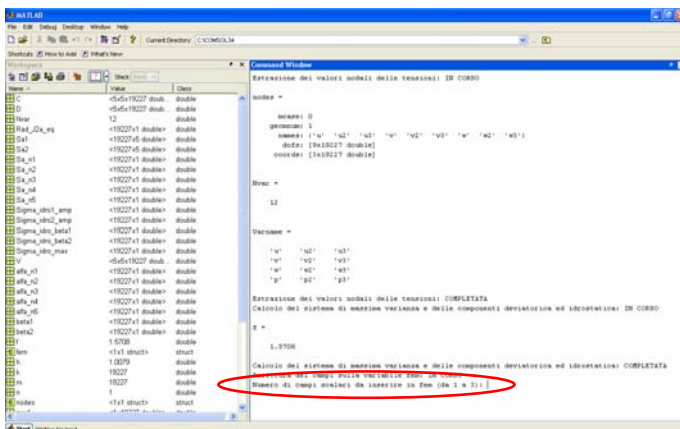 MATLAB
File Edit Debug Desktop Window Help
Current Directory: C:\COMSOL34
Shortcuts How to Add What's New
Workspace
Stack:
Name Value Class
C <5x5x19227 doub... double
D <5x5x19227 doub... double
Nvar 12 double
Rad_J2a_eq <19227x1 double> double
Sa1 <19227x5 double> double
Sa2 <19227x5 double> double
Sa_n1 <19227x1 double> double
Sa_n2 <19227x1 double> double
Sa_n3 <19227x1 double> double
Sa_n4 <19227x1 double> double
Sa_n5 <19227x1 double> double
Sigma_idro1_amp <19227x1 double> double
Sigma_idro2_amp <19227x1 double> double
Sigma_idro_beta1 <19227x1 double> double
Sigma_idro_beta2 <19227x1 double> double
Sigma_idro_max <19227x1 double> double
V <5x5x19227 doub... double
alfa_n1 <19227x1 double> double
alfa_n2 <19227x1 double> double
alfa_n3 <19227x1 double> double
alfa_n4 <19227x1 double> double
alfa_n5 <19227x1 double> double
beta1 <19227x1 double> double
beta2 <19227x1 double> double
f 1.5708 double
fem <1x1 struct> struct
h 1.0079 double
k 19227 double
m 19227 double
n 1 double
nodes <1x1 struct> struct
Command Window
Estrazione dei valori nodali delle tensioni: IN CORSO
nodes =
mcase: 0
geomnum: 1
names: {'u' 'u2' 'u3' 'v' 'v2' 'v3' 'w' 'w2' 'w3'}
dofs: [9x19227 double]
coords: [3x19227 double]
Nvar =
12
Varname =
'u' 'u2' 'u3'
'v' 'v2' 'v3'
'w' 'w2' 'w3'
'p' 'p2' 'p3'
Estrazione dei valori nodali delle tensioni: COMPLETATA
Calcolo del sistema di massima varianza e delle componenti deviatorica ed idrostatica: IN CORSO
f =
1.5708
Calcolo del sistema di massima varianza e delle componenti deviatorica ed idrostatica: COMPLETATA
Scrittura dei campi sulla variabile fem: IN CORSO
Numero di campi scalari da inserire in fem (da 1 a 3):
Start